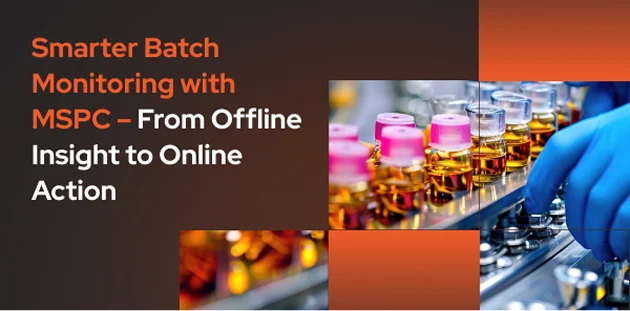 Smarter Batch
Monitoring with
MSPC – From Offline
Insight to Online
Action